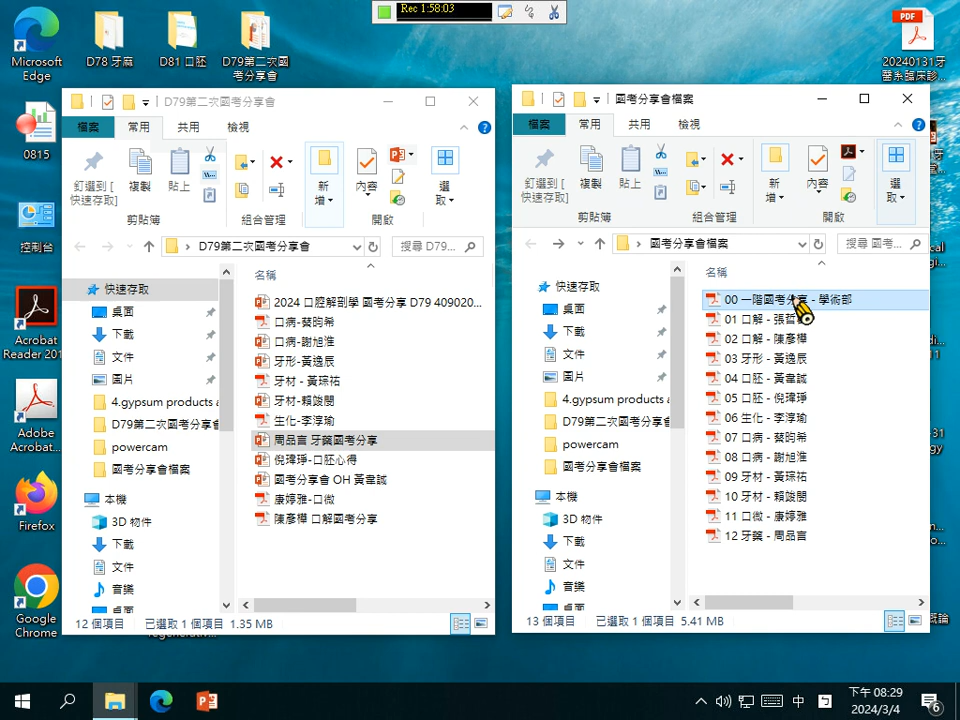 Rec 1:58:03
Microsoft Edge
D78 牙麻
D81 口胚
D79第二次國考分享會
PDF
20240131牙醫系臨床診...
0815
控制台
Acrobat Reader 201
Adobe Acrobat...
Firefox
Google Chrome
D79第二次國考分享會
檔案
常用
共用
檢視
釘選到 [快速存取]
複製
貼上
新增
內容
選取
剪貼簿
組合管理
開啟
D79第二次國考分享會
搜尋 D79...
快速存取
桌面
下載
文件
圖片
4.gypsum products a
D79第二次國考分享會
powercam
國考分享會檔案
本機
3D 物件
下載
文件
音樂
桌面
名稱
2024 口腔解剖學 國考分享 D79 409020...
口病-蔡昀希
口病-謝旭淮
牙形-黃逸辰
牙材 - 黃琮祐
牙材-賴竣閎
生化-李淳瑜
周品言 牙藥國考分享
倪瑋琤-口胚心得
國考分享會 OH 黃韋誠
康婷雅-口微
陳彥樺 口解國考分享
12 個項目
已選取 1 個項目 1.35 MB
國考分享會檔案
檔案
常用
共用
檢視
釘選到 [快速存取]
複製
貼上
新增
內容
選取
剪貼簿
組合管理
開啟
國考分享會檔案
搜尋 國考...
快速存取
桌面
下載
文件
圖片
4.gypsum products a
D79第二次國考分享會
powercam
國考分享會檔案
本機
3D 物件
下載
文件
音樂
桌面
名稱
00 一階國考分享 - 學術部
01 口解 - 張
02 口解 - 陳彥樺
03 牙形 - 黃逸辰
04 口胚 - 黃韋誠
05 口胚 - 倪瑋琤
06 生化 - 李淳瑜
07 口病 - 蔡昀希
08 口病 - 謝旭淮
09 牙材 - 黃琮祐
10 牙材 - 賴竣閎
11 口微 - 康婷雅
12 牙藥 - 周品言
13 個項目
已選取 1 個項目 5.41 MB
中
下午 08:29
2024/3/4
6